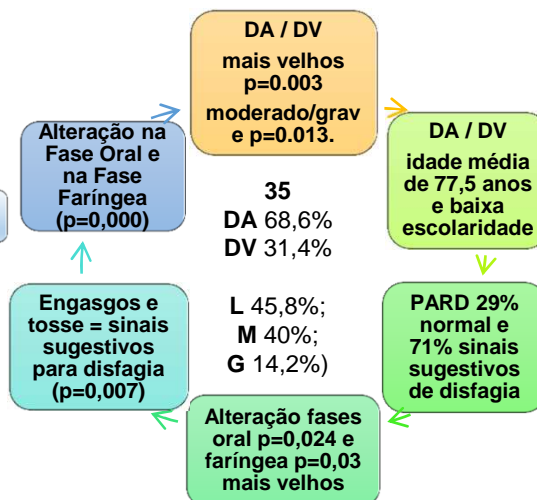 DA / DV
mais velhos
p=0.003
moderado/grav
e p=0.013.
DA / DV
idade média
de 77,5 anos
e baixa
escolaridade
PARD 29%
normal e
71% sinais
sugestivos
de disfagia
Alteração fases
oral p=0,024 e
faríngea p=0,03
mais velhos
Engasgos e
tosse = sinais
sugestivos
para disfagia
(p=0,007)
Alteração na
Fase Oral e
na Fase
Faríngea
(p=0,000)
35
DA 68,6%
DV 31,4%
L 45,8%;
M 40%;
G 14,2%)